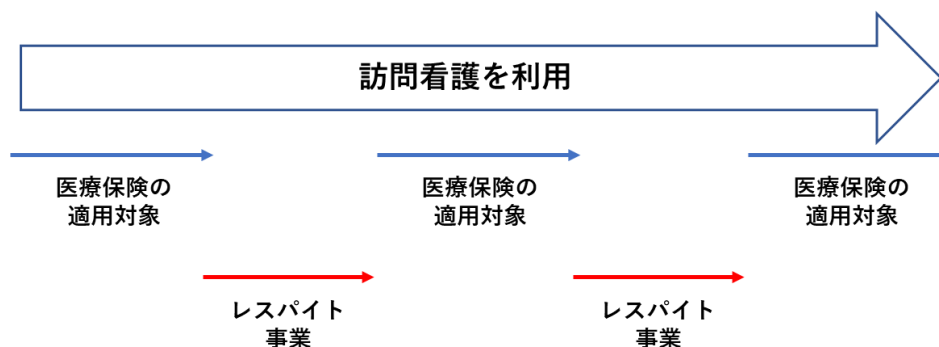 訪問看護を利用
医療保険の
適用対象
医療保険の
適用対象
医療保険の
適用対象
レスパイト
事業
レスパイト
事業